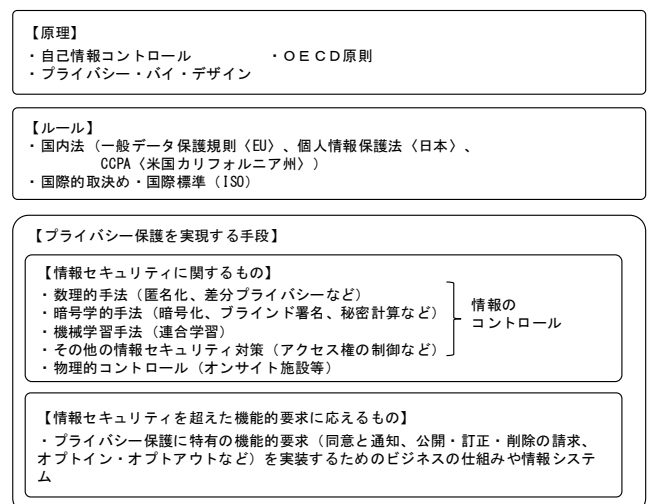 【原理】
・自己情報コントロール ・ＯＥＣＤ原則
・プライバシー・バイ・デザイン
【ルール】
・国内法（一般データ保護規則〈EU〉、個人情報保護法〈日本〉、
CCPA〈米国カリフォルニア州〉）
・国際的取決め・国際標準（ISO）
【プライバシー保護を実現する手段】
【情報セキュリティに関するもの】
・数理的手法（匿名化、差分プライバシーなど）
・暗号学的手法（暗号化、ブラインド署名、秘密計算など）
・機械学習手法（連合学習）
・その他の情報セキュリティ対策（アクセス権の制御など）
・物理的コントロール（オンサイト施設等）
情報の
コントロール
【情報セキュリティを超えた機能的要求に応えるもの】
・プライバシー保護に特有の機能的要求（同意と通知、公開・訂正・削除の請求、
オプトイン・オプトアウトなど）を実装するためのビジネスの仕組みや情報システ
ム